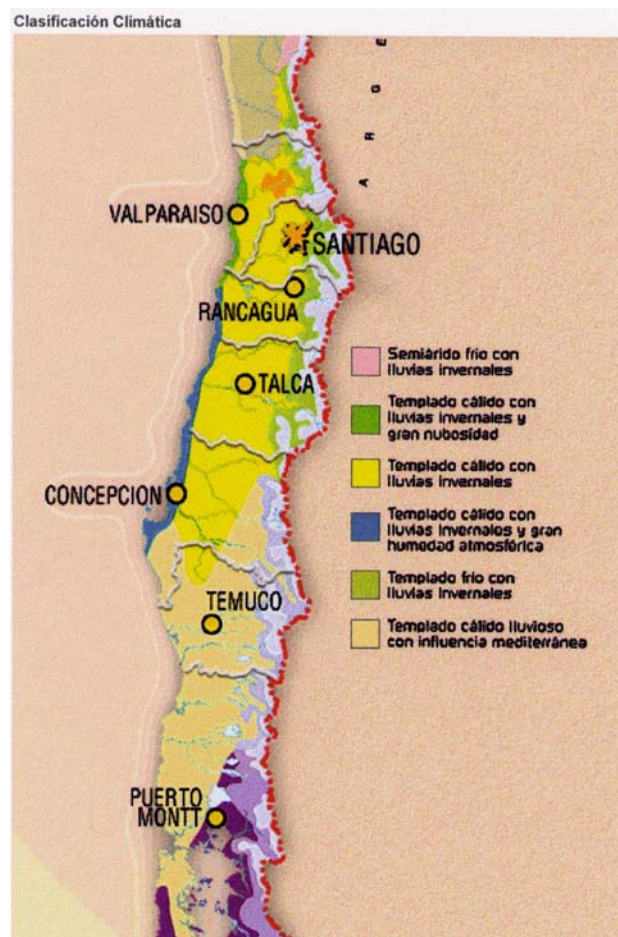 Clasificación Climática
A R G E
VALPARAISO
SANTIAGO
RANCAGUA
TALCA
CONCEPCION
TEMUCO
PUERTO
MONTT
Semiárido frío con
lluvias invernales
Templado cálido con
lluvias invernales y
gran nubosidad
Templado cálido con
lluvias invernales
Templado cálido con
lluvias invernales y gran
humedad atmosférica
Templado frío con
lluvias invernales
Templado cálido lluvioso
con influencia mediterránea